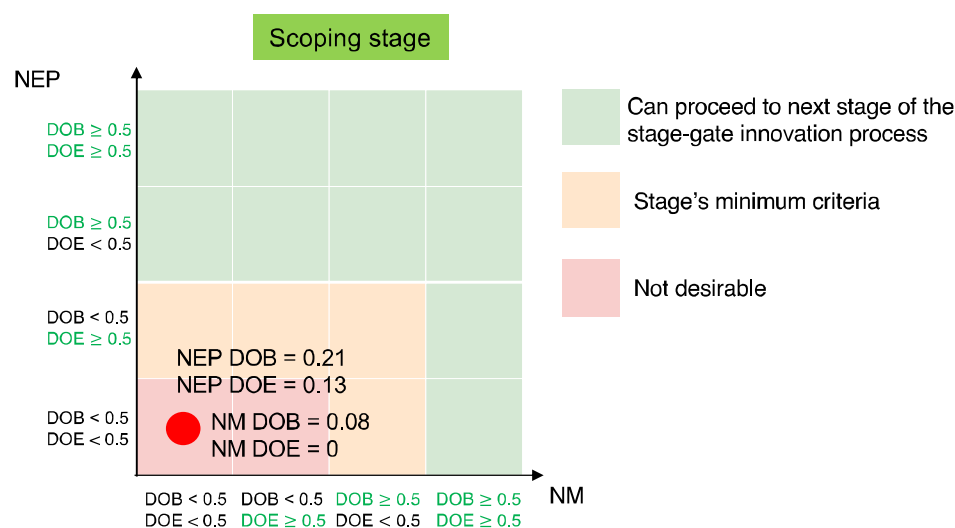 Scoping stage
NEP
DOB ≥ 0.5
DOE ≥ 0.5
DOB ≥ 0.5
DOE < 0.5
DOB < 0.5
DOE ≥ 0.5
DOB < 0.5
DOE < 0.5
NEP DOB = 0.21
NEP DOE = 0.13
NM DOB = 0.08
NM DOE = 0
DOB < 0.5 DOB < 0.5 DOB ≥ 0.5 DOB ≥ 0.5
DOE < 0.5 DOE ≥ 0.5 DOE < 0.5 DOE ≥ 0.5
NM
Can proceed to next stage of the
stage-gate innovation process
Stage's minimum criteria
Not desirable